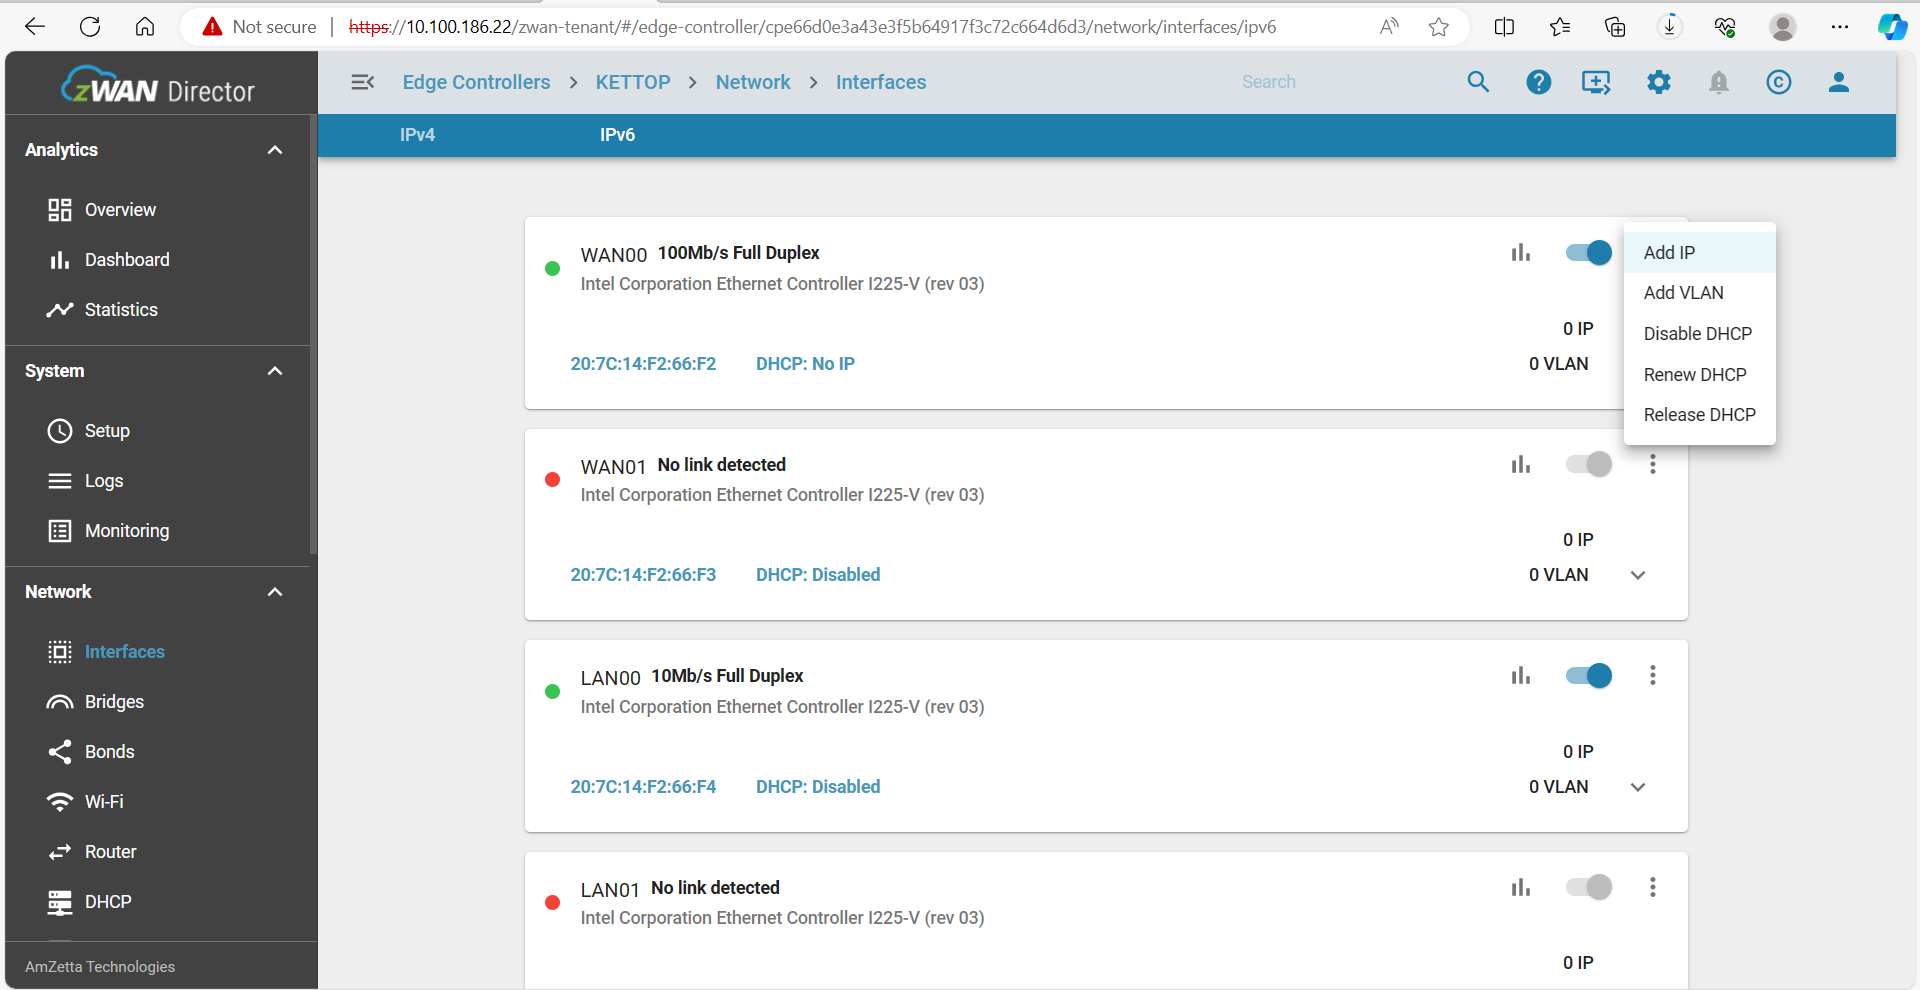 Not secure
https://10.100.186.22/zwan-tenant/#/edge-controller/cpe66d0e3a43e3f5b64917f3c72c664d6d3/network/interfaces/ipv6
zWAN Director
Edge Controllers > KETTOP > Network > Interfaces
Search
IPv4 IPv6
Analytics
Overview
Dashboard
Statistics
System
Setup
Logs
Monitoring
Network
Interfaces
Bridges
Bonds
Wi-Fi
Router
DHCP
AmZetta Technologies
WAN00 100Mb/s Full Duplex
Intel Corporation Ethernet Controller I225-V (rev 03)
0 IP
20:7C:14:F2:66:F2 DHCP: No IP 0 VLAN
Add IP
Add VLAN
Disable DHCP
Renew DHCP
Release DHCP
WAN01 No link detected
Intel Corporation Ethernet Controller I225-V (rev 03)
0 IP
20:7C:14:F2:66:F3 DHCP: Disabled 0 VLAN
LAN00 10Mb/s Full Duplex
Intel Corporation Ethernet Controller I225-V (rev 03)
0 IP
20:7C:14:F2:66:F4 DHCP: Disabled 0 VLAN
LAN01 No link detected
Intel Corporation Ethernet Controller I225-V (rev 03)
0 IP